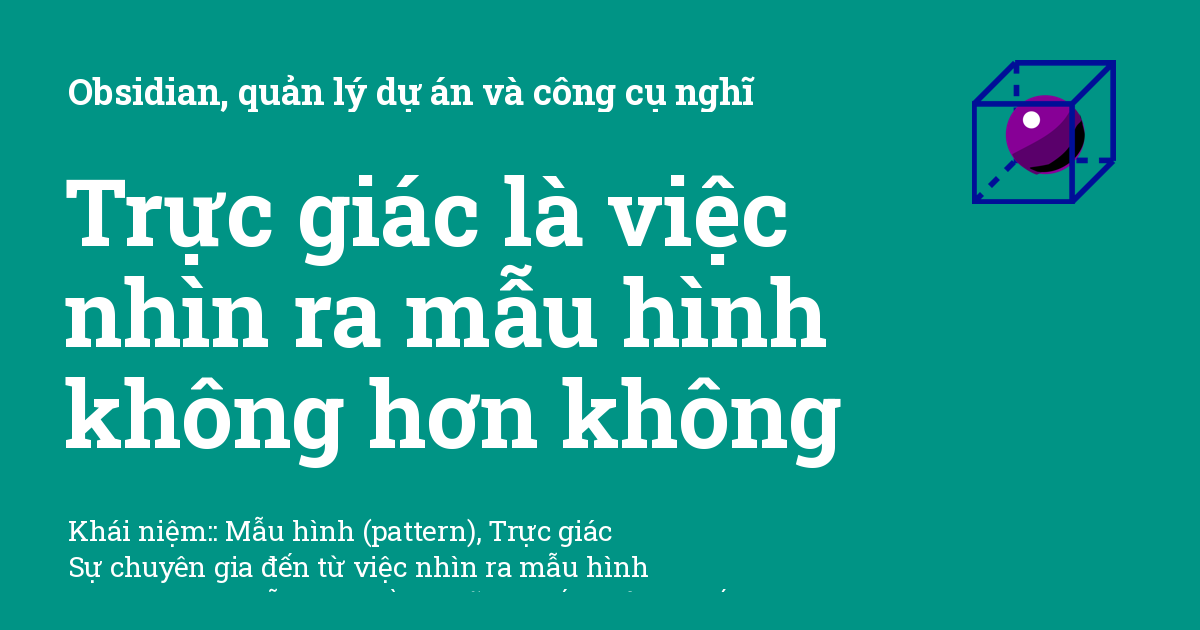 Obsidian, quản lý dự án và công cụ nghĩ
Trực giác là việc
nhìn ra mẫu hình
không hơn không
Khái niệm:: Mẫu hình (pattern), Trực giác
Sự chuyên gia đến từ việc nhìn ra mẫu hình